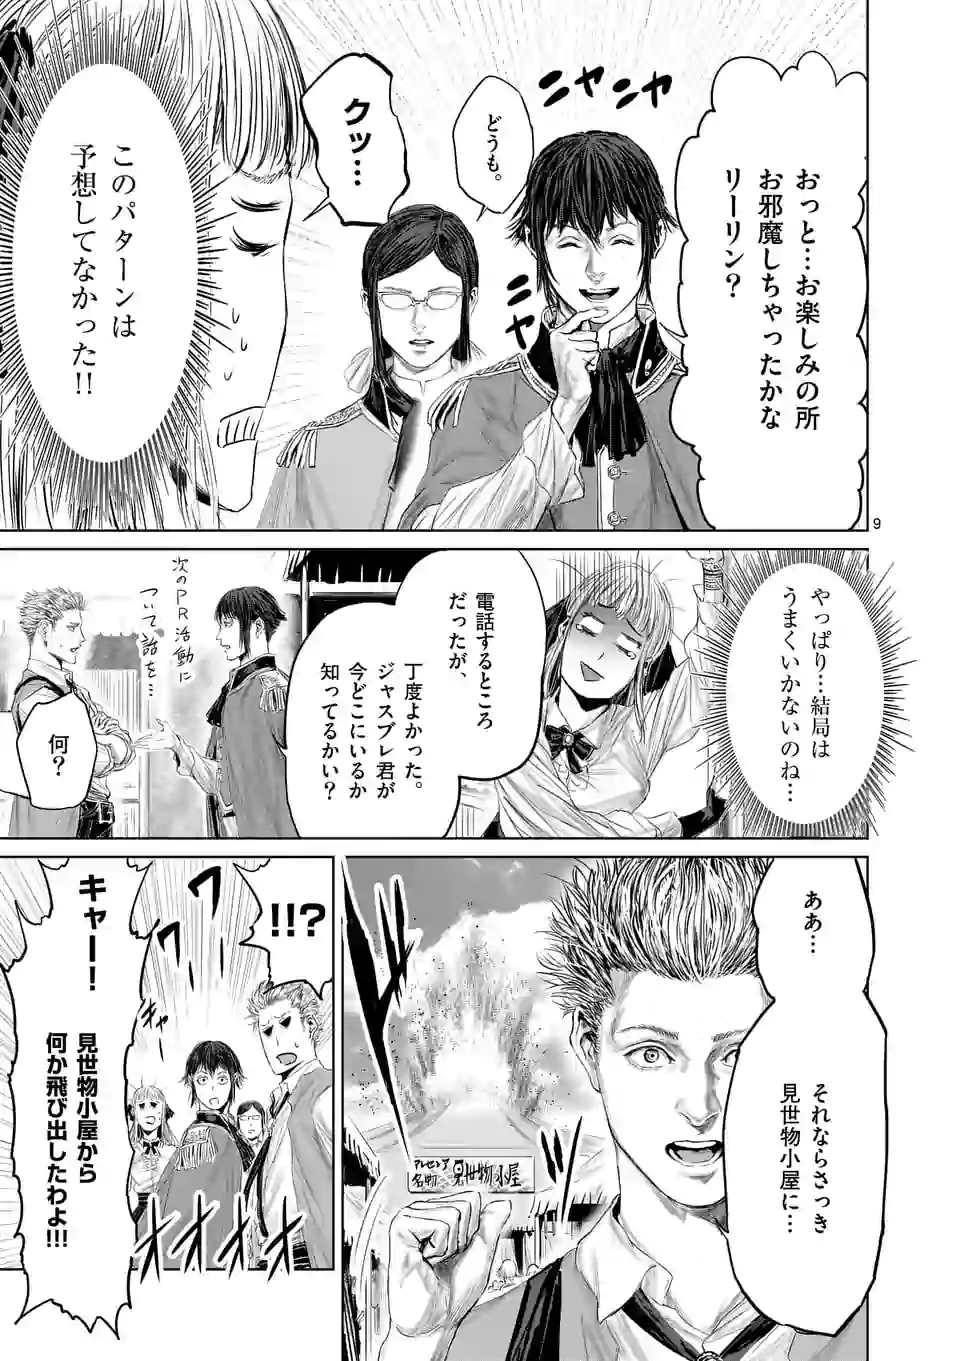 おっと…お楽しみの所
お邪魔しちゃったかな
リーリン？
ニャ
ニャ
ニャ
どうも。
クッ…
このパターンは
予想してなかった!!
9
やっぱり…結局は
うまくいかないのね…
電話するところ
だったが、
丁度よかった。
ジャスブレ君が
今どこにいるか
知ってるかい？
次のPR活動に
ついて話を…
何？
ああ…
それならさっき
見世物小屋に…
アレセシア
名物
見世物小屋
!!?
ワー
キャー
キャー！
見世物小屋から
何か飛び出したわよ!!!
オオオオ